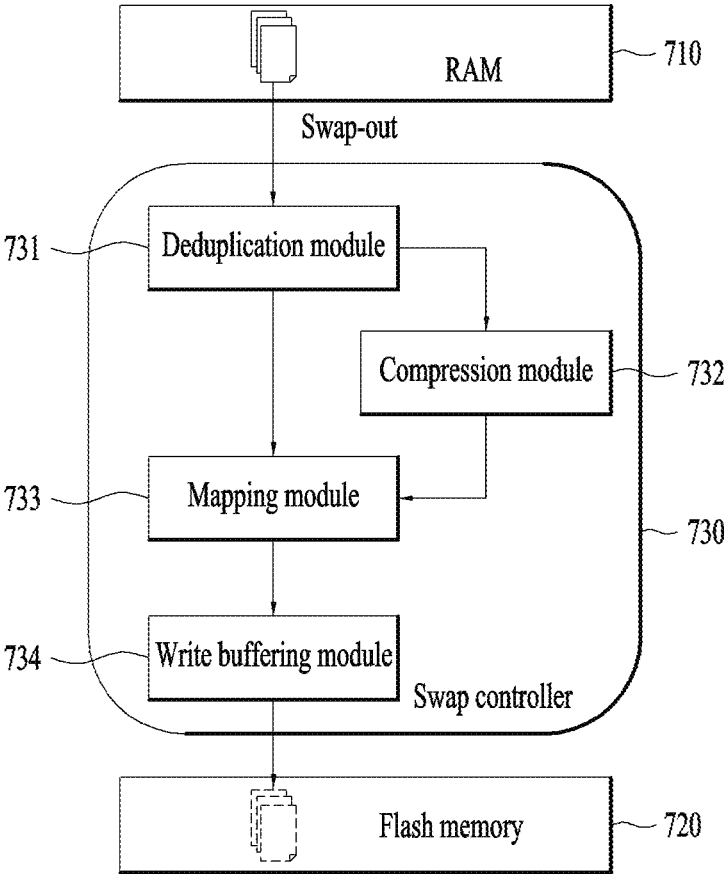 RAM
710
Swap-out
731
Deduplication module
Compression module
732
733
Mapping module
730
734
Write buffering module
Swap controller
Flash memory
720